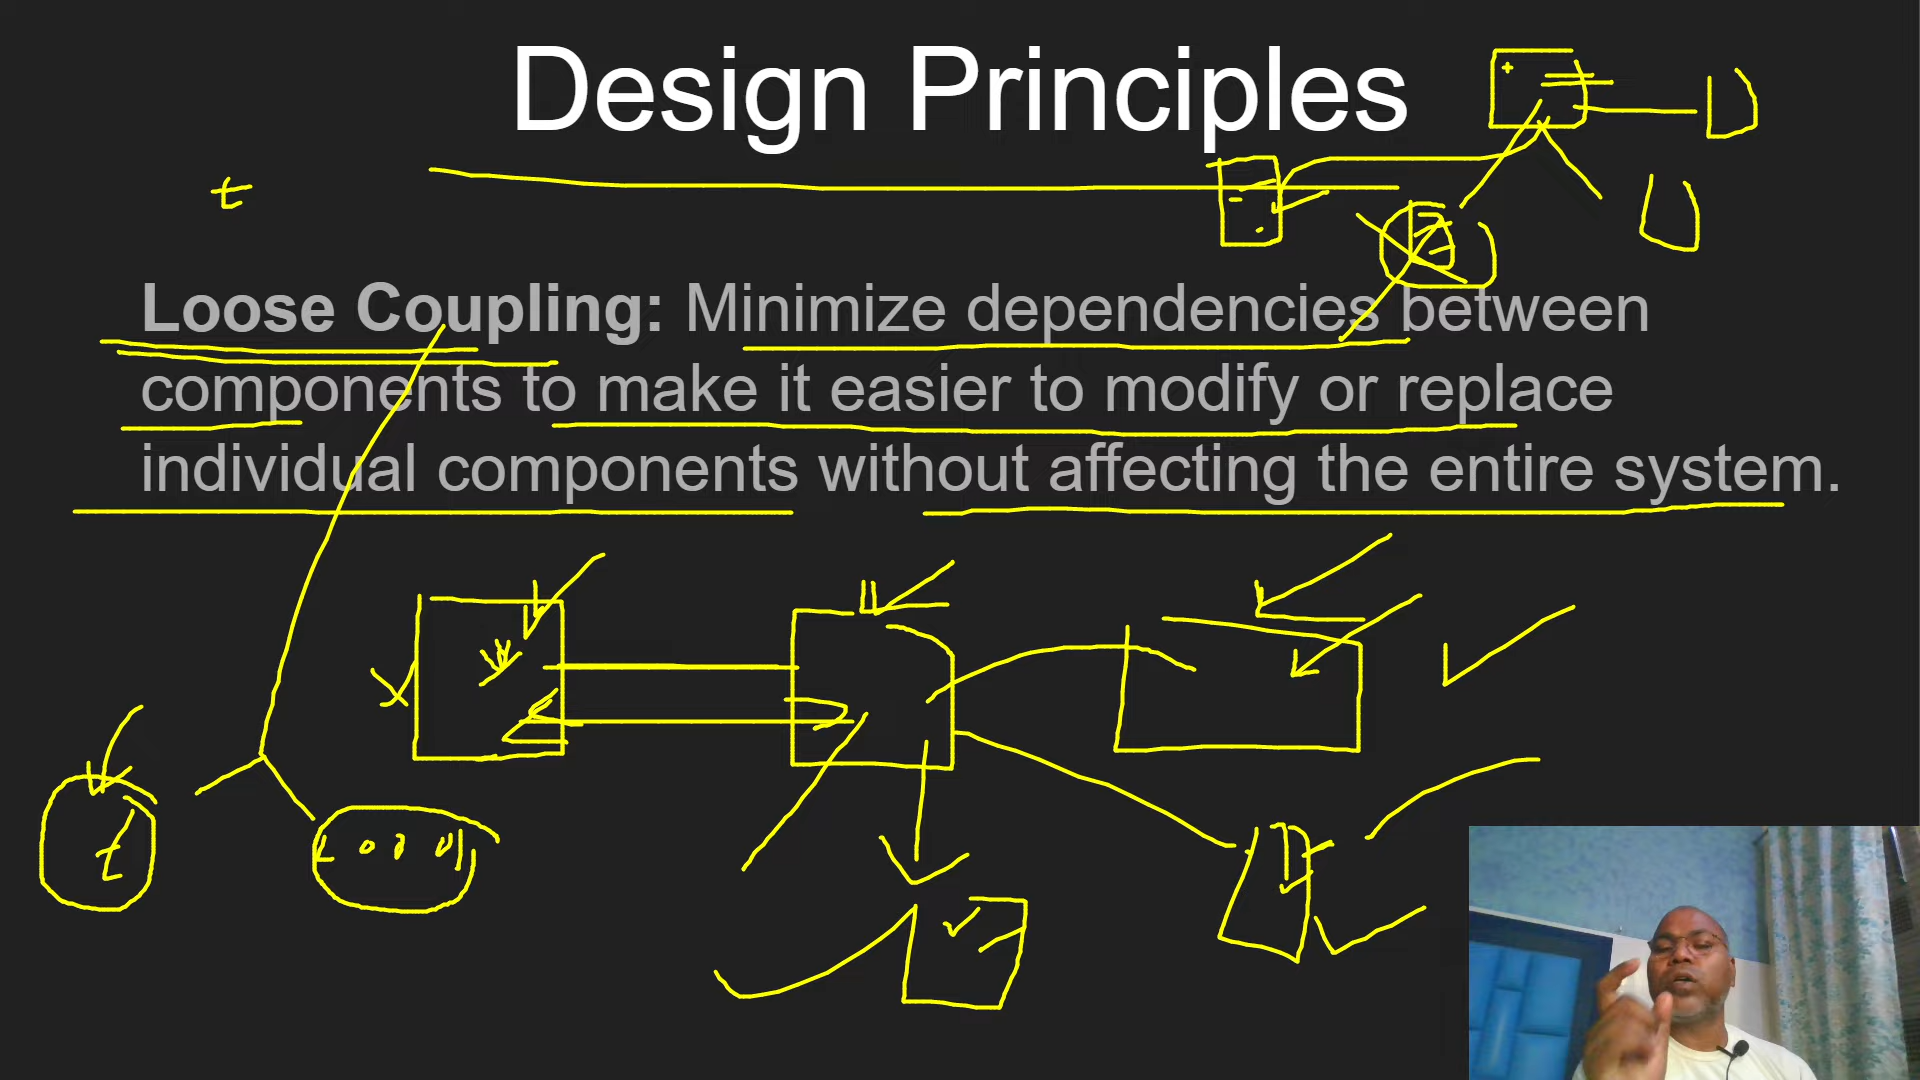 Design Principles
t
Loose Coupling: Minimize dependencies between
components to make it easier to modify or replace
individual components without affecting the entire system.
t